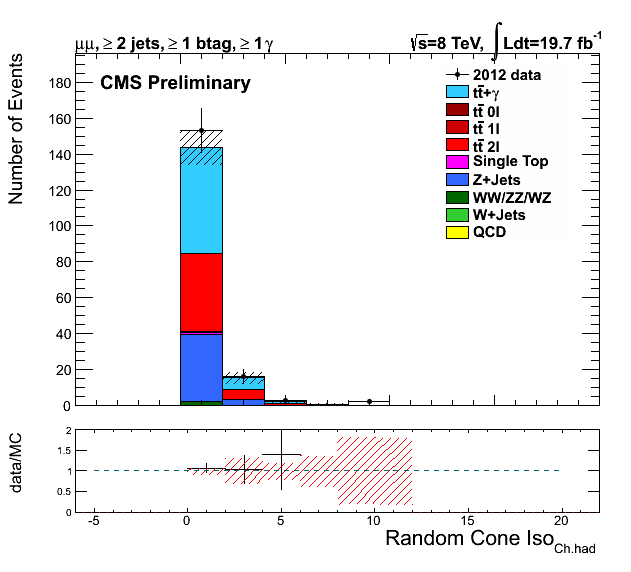 μμ, ≥ 2 jets, ≥ 1 btag, ≥ 1 γ
√s=8 TeV, ∫ Ldt=19.7 fb⁻¹
CMS Preliminary
2012 data
tt̄+γ
tt̄ 0l
tt̄ 1l
tt̄ 2l
Single Top
Z+Jets
WW/ZZ/WZ
W+Jets
QCD
Number of Events
180
160
140
120
100
80
60
40
20
0
data/MC
2
1.5
1
0.5
0
-5 0 5 10 15 20
Random Cone Iso Ch.had